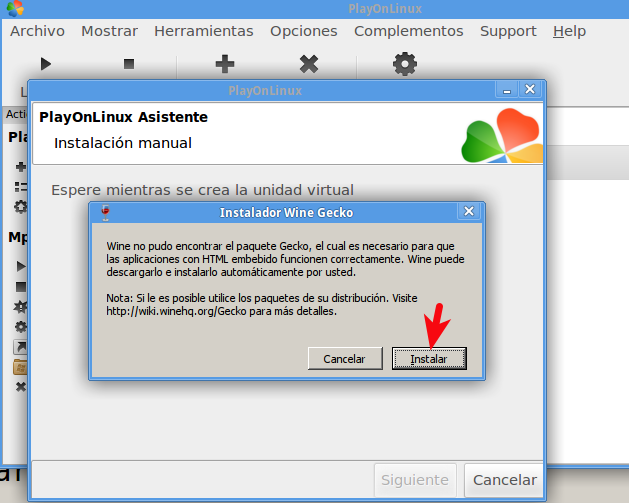 PlayOnLinux
Archivo Mostrar Herramientas Opciones Complementos Support Help
PlayOnLinux
PlayOnLinux Asistente
Instalación manual
Espere mientras se crea la unidad virtual
Instalador Wine Gecko
Wine no pudo encontrar el paquete Gecko, el cual es necesario para que
las aplicaciones con HTML embebido funcionen correctamente. Wine puede
descargarlo e instalarlo automáticamente por usted.
Nota: Si le es posible utilice los paquetes de su distribución. Visite
http://wiki.winehq.org/Gecko para más detalles.
Cancelar Instalar
Siguiente Cancelar